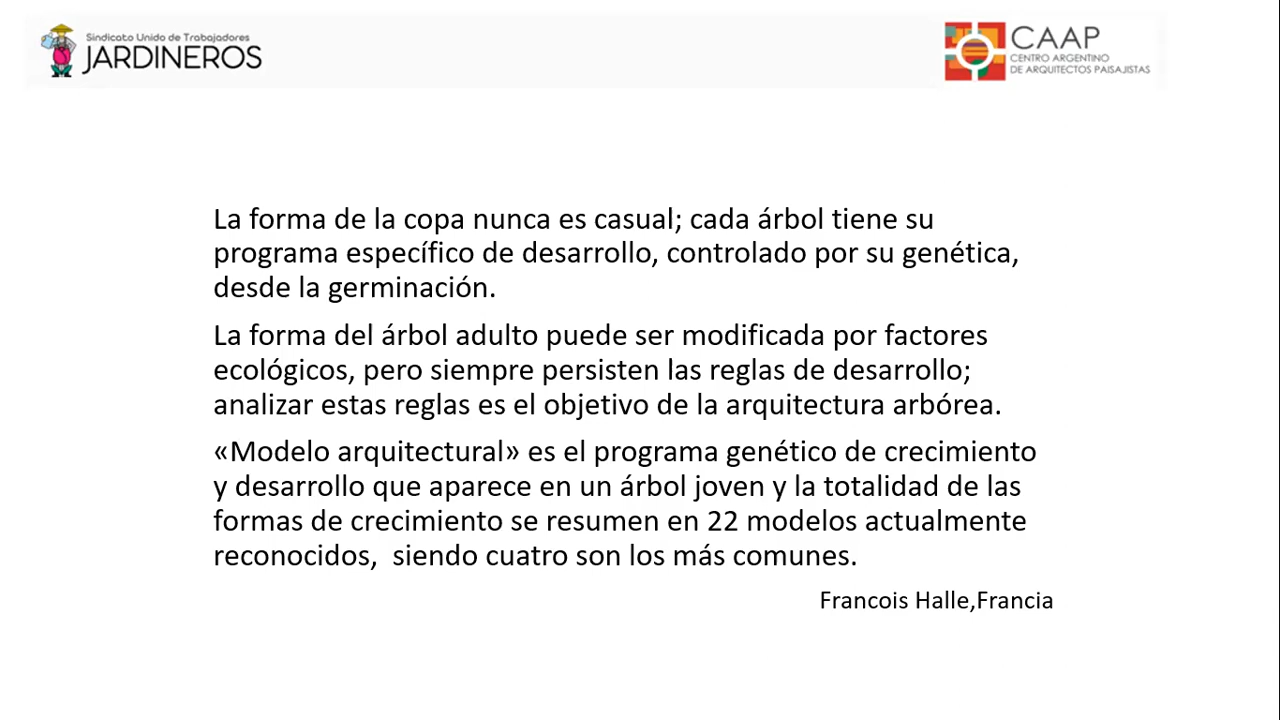 Sindicato Unido de Trabajadores
JARDINEROS
CAAP
CENTRO ARGENTINO
DE ARQUITECTOS PAISAJISTAS
La forma de la copa nunca es casual; cada árbol tiene su
programa específico de desarrollo, controlado por su genética,
desde la germinación.
La forma del árbol adulto puede ser modificada por factores
ecológicos, pero siempre persisten las reglas de desarrollo;
analizar estas reglas es el objetivo de la arquitectura arbórea.
«Modelo arquitectural» es el programa genético de crecimiento
y desarrollo que aparece en un árbol joven y la totalidad de las
formas de crecimiento se resumen en 22 modelos actualmente
reconocidos,  siendo cuatro son los más comunes.
Francois Halle,Francia